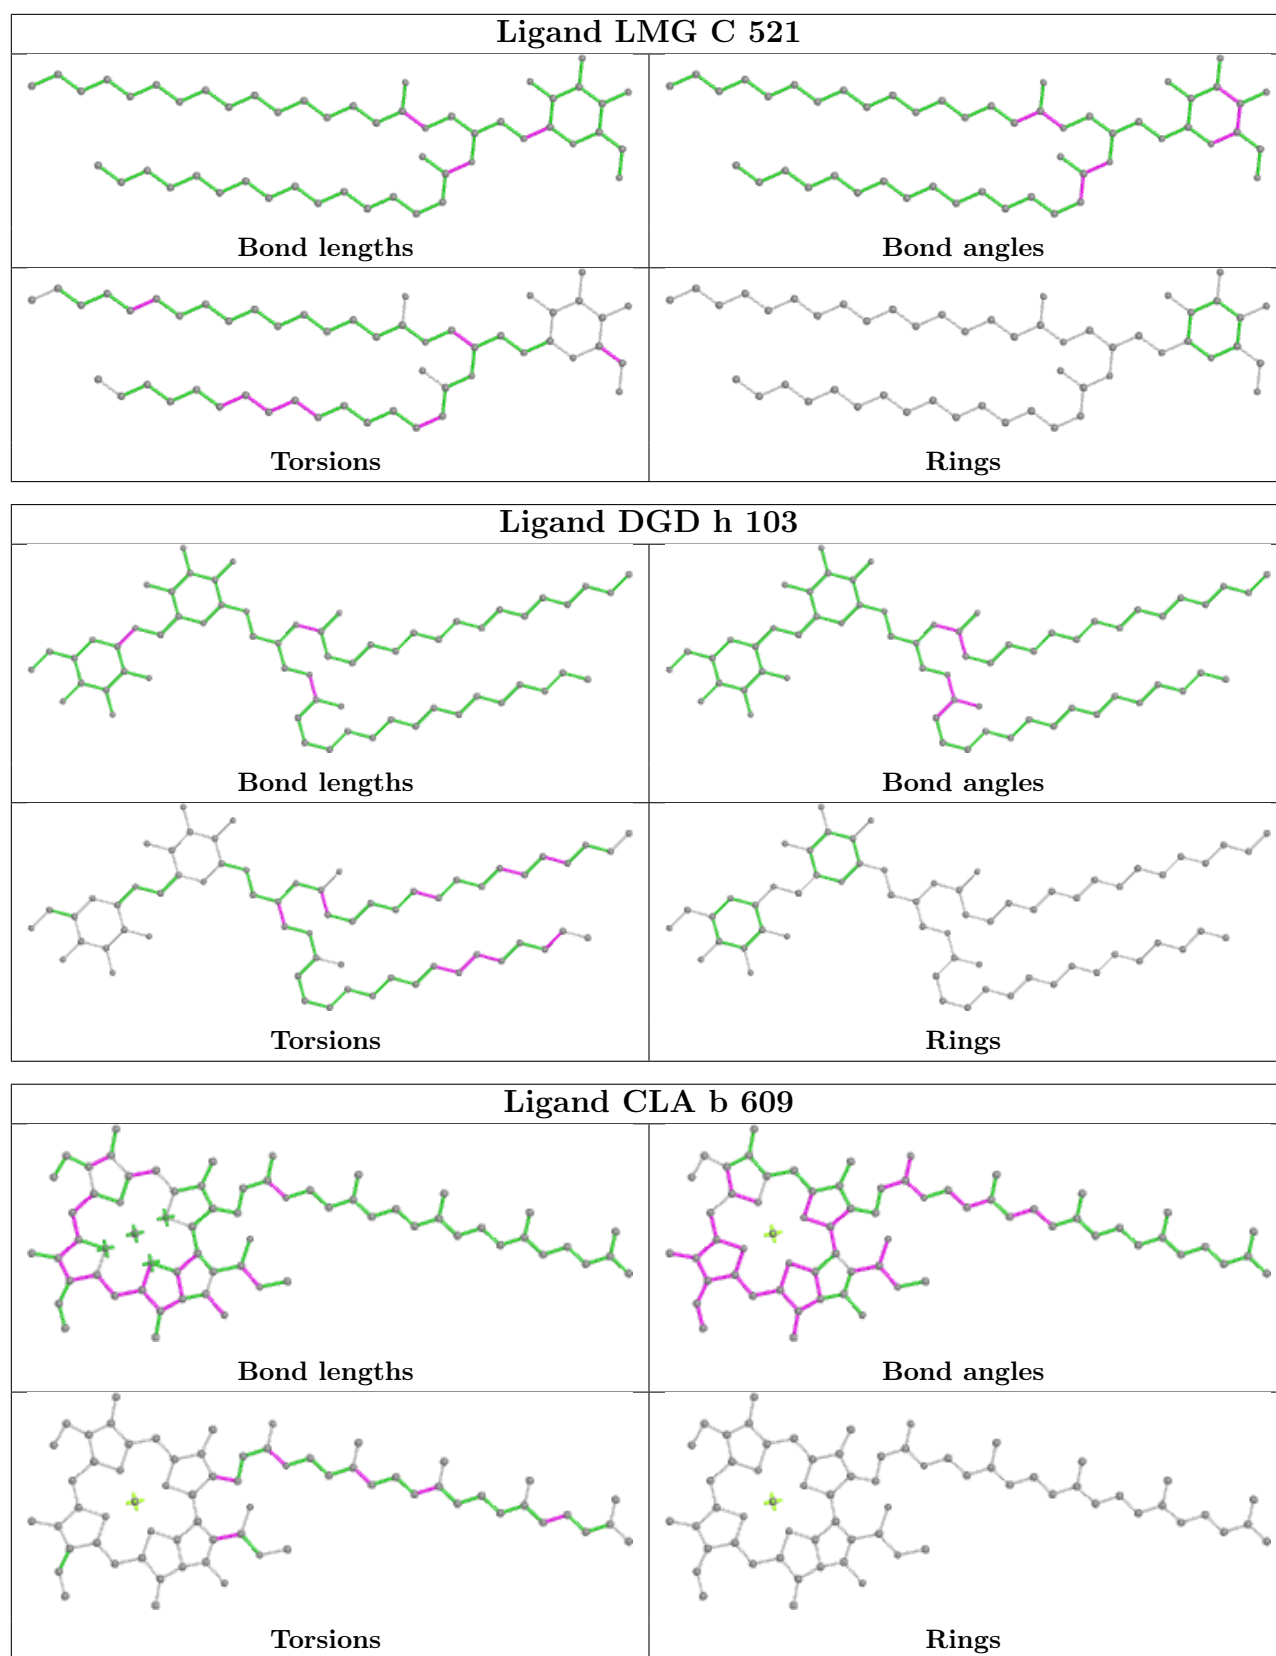 Ligand LMG C 521
Bond lengths
Bond angles
Torsions
Rings
Ligand DGD h 103
Bond lengths
Bond angles
Torsions
Rings
Ligand CLA b 609
Bond lengths
Bond angles
Torsions
Rings